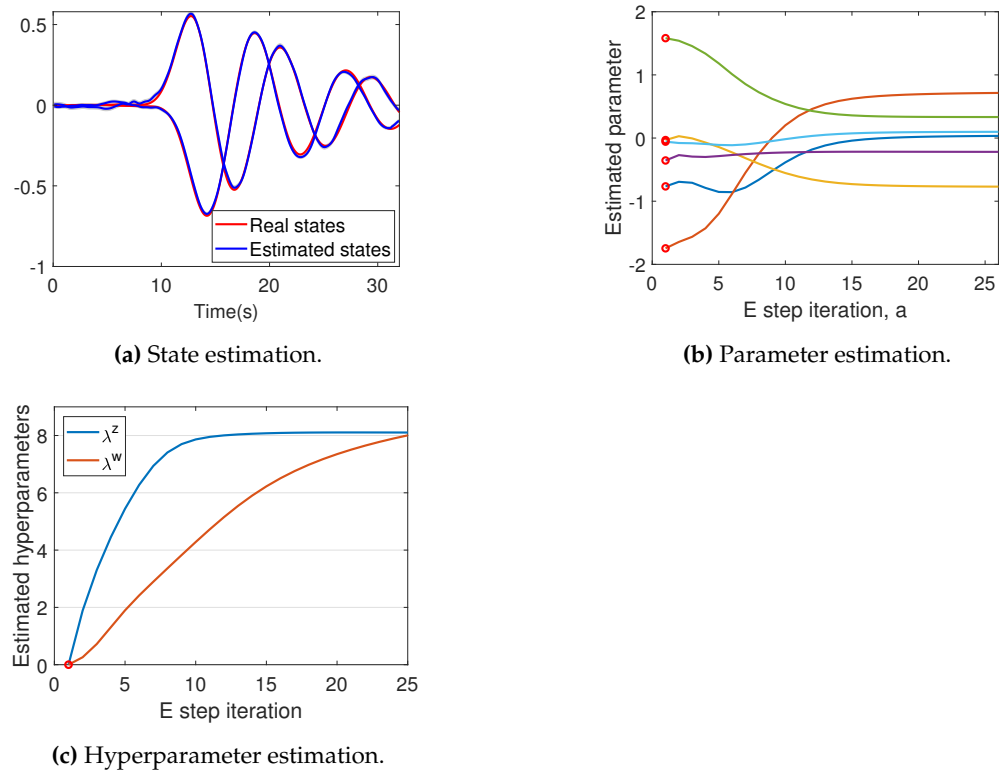 0.5
0
-0.5
-1
0 10 20 30
Time(s)
Real states
Estimated states
(a) State estimation.
2
1
0
-1
-2
0 5 10 15 20 25
E step iteration, a
Estimated parameter
(b) Parameter estimation.
8
6
4
2
0
0 5 10 15 20 25
E step iteration
Estimated hyperparameters
λ^z
λ^w
(c) Hyperparameter estimation.